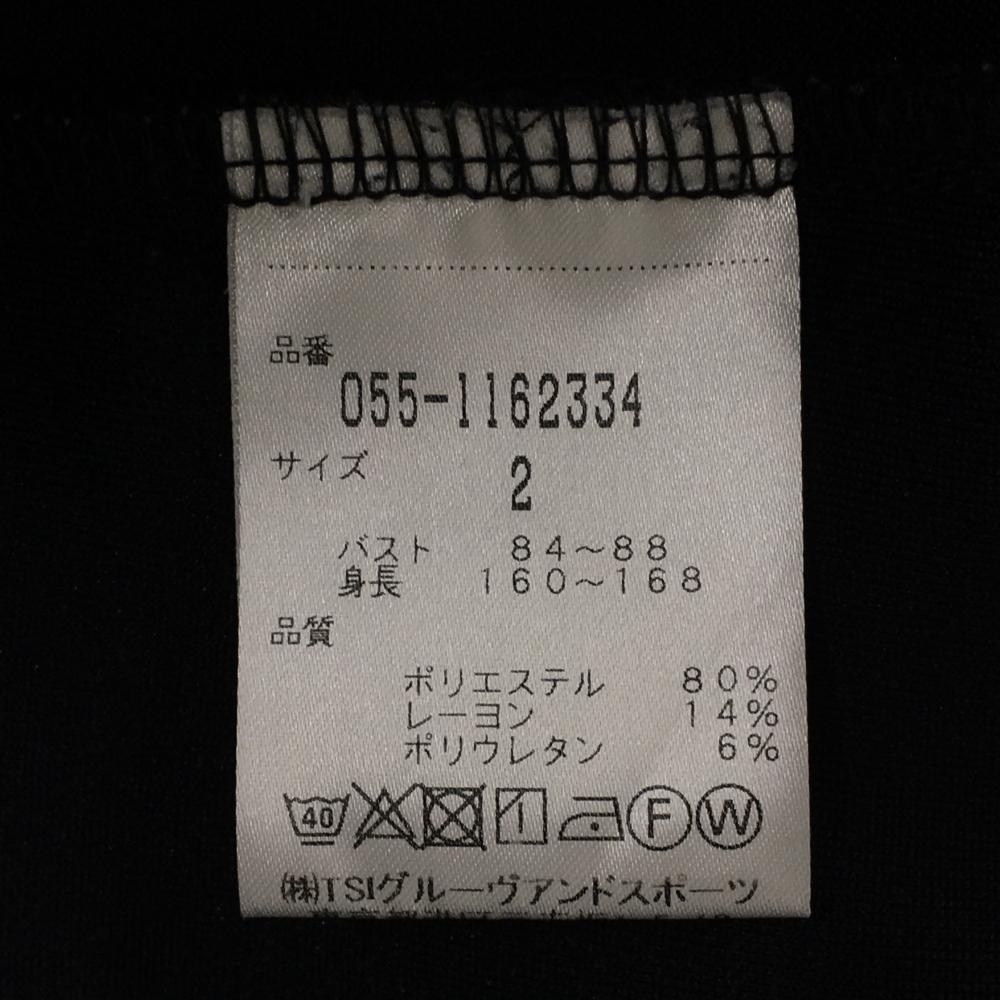 品番
055-1162334
サイズ
2
バスト 84～88
身長 160～168
品質
ポリエステル 80%
レーヨン 14%
ポリウレタン 6%
40 F W
㈱TSIグルーヴアンドスポーツ